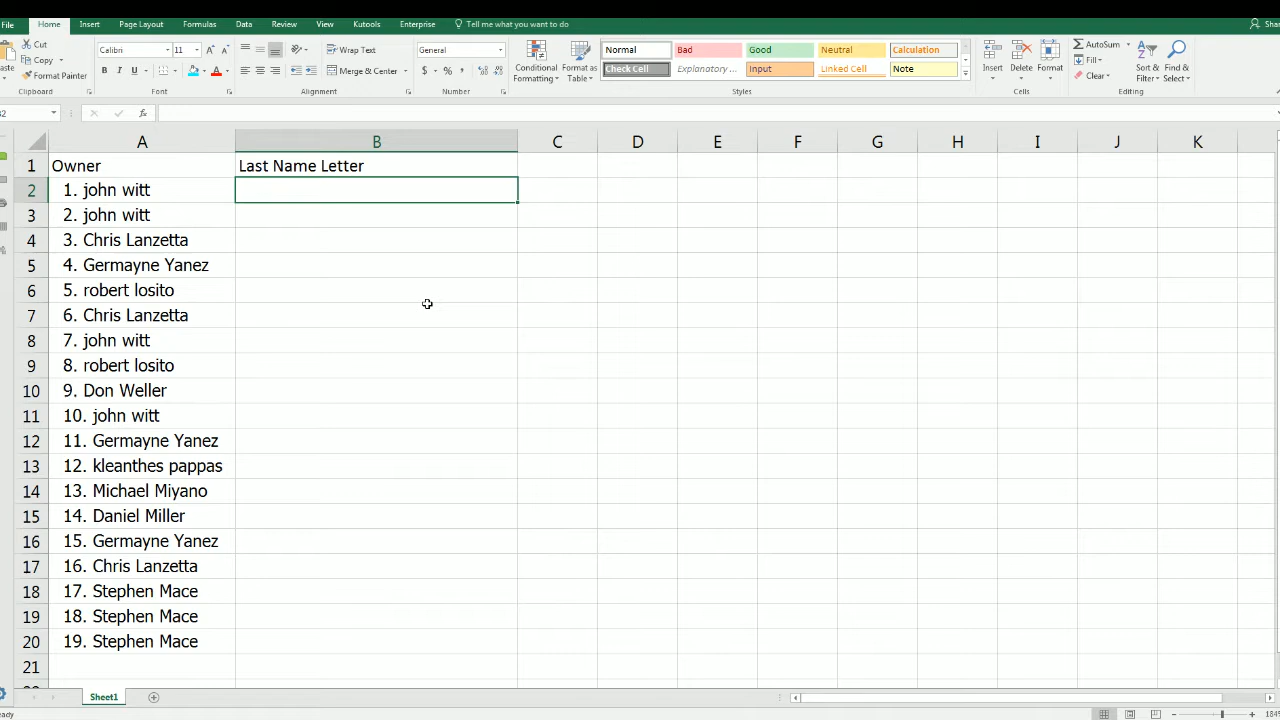 File Home Insert Page Layout Formulas Data Review View Kutools Enterprise Tell me what you want to do
Cut
Copy
Format Painter
Clipboard
Calibri 11
B I U
Font
Wrap Text
Merge & Center
Alignment
General
$ % ,
Number
Conditional Formatting
Format as Table
Normal Bad Good Neutral Calculation
Check Cell Explanatory ... Input Linked Cell Note
Styles
Insert Delete Format
Cells
AutoSum
Fill
Clear
Sort & Filter
Find & Select
Editing
fx
A B C D E F G H I J K
1 Owner Last Name Letter
2 1. john witt
3 2. john witt
4 3. Chris Lanzetta
5 4. Germayne Yanez
6 5. robert losito
7 6. Chris Lanzetta
8 7. john witt
9 8. robert losito
10 9. Don Weller
11 10. john witt
12 11. Germayne Yanez
13 12. kleanthes pappas
14 13. Michael Miyano
15 14. Daniel Miller
16 15. Germayne Yanez
17 16. Chris Lanzetta
18 17. Stephen Mace
19 18. Stephen Mace
20 19. Stephen Mace
21
Sheet1